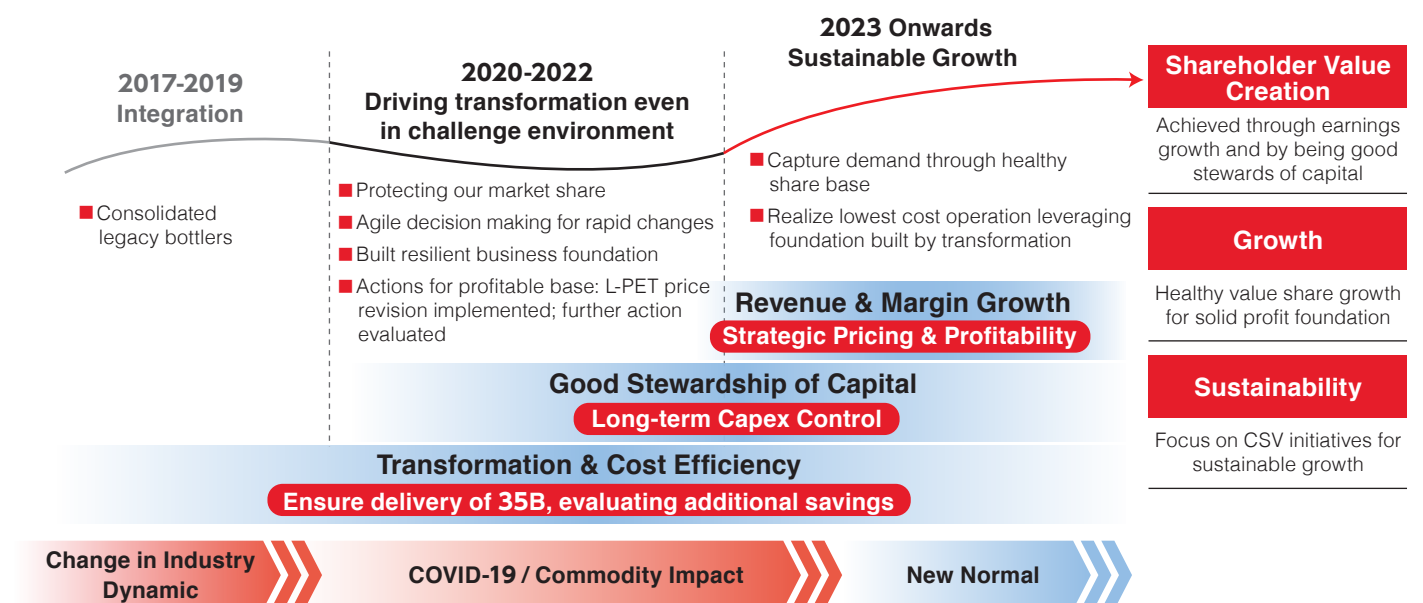 2017-2019
Integration
■ Consolidated
legacy bottlers
2020-2022
Driving transformation even
in challenge environment
■ Protecting our market share
■ Agile decision making for rapid changes
■ Built resilient business foundation
■ Actions for profitable base: L-PET price
revision implemented; further action
evaluated
2023 Onwards
Sustainable Growth
■ Capture demand through healthy
share base
■ Realize lowest cost operation leveraging
foundation built by transformation
Revenue & Margin Growth
Strategic Pricing & Profitability
Good Stewardship of Capital
Long-term Capex Control
Transformation & Cost Efficiency
Ensure delivery of 35B, evaluating additional savings
Change in Industry
Dynamic
COVID-19 / Commodity Impact
New Normal
Shareholder Value
Creation
Achieved through earnings
growth and by being good
stewards of capital
Growth
Healthy value share growth
for solid profit foundation
Sustainability
Focus on CSV initiatives for
sustainable growth